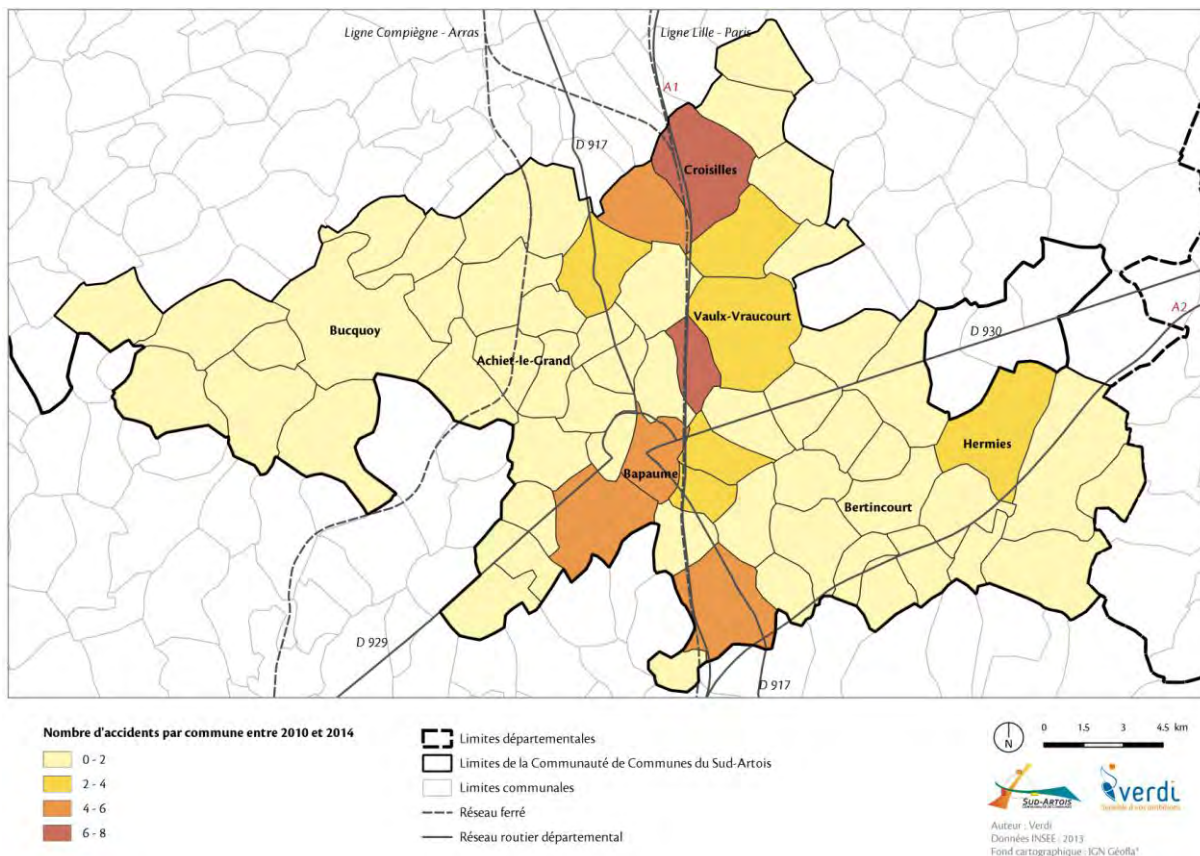 Ligne Compiègne - Arras
Ligne Lille - Paris
A1
D 917
Croisilles
Vaulx-Vraucourt
A2
D 930
Bucquoy
Achiet-le-Grand
Hermies
Bapaume
Bertincourt
D 929
D 917
Nombre d'accidents par commune entre 2010 et 2014
0 - 2
2 - 4
4 - 6
6 - 8
Limites départementales
Limites de la Communauté de Communes du Sud-Artois
Limites communales
Réseau ferré
Réseau routier départemental
N
0 1.5 3 4.5 km
SUD-ARTOIS
verdi
Auteur : Verdi
Données INSEE : 2013
Fond cartographique : IGN Géofla®